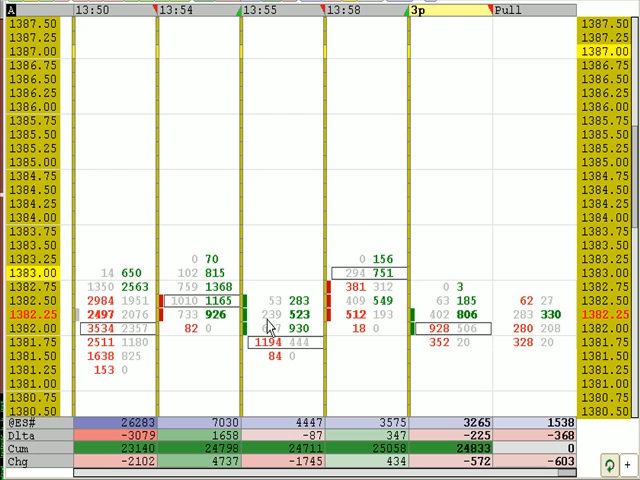 A 13:50 13:54 13:55 13:58 3p Pull
1387.50 1387.50
1387.25 1387.25
1387.00 1387.00
1386.75 1386.75
1386.50 1386.50
1386.25 1386.25
1386.00 1386.00
1385.75 1385.75
1385.50 1385.50
1385.25 1385.25
1385.00 1385.00
1384.75 1384.75
1384.50 1384.50
1384.25 1384.25
1384.00 1384.00
1383.75 1383.75
1383.50 1383.50
1383.25 0 70 0 156 1383.25
1383.00 14 650 102 815 294 751 1383.00
1382.75 1350 2563 759 1368 381 312 0 3 1382.75
1382.50 2984 1951 1010 1165 53 283 409 549 63 185 62 27 1382.50
1382.25 2497 2076 733 926 239 523 512 193 402 806 283 330 1382.25
1382.00 3534 2357 82 0 930 18 0 928 506 280 208 1382.00
1381.75 2511 1180 1194 444 352 20 328 20 1381.75
1381.50 1638 825 84 0 1381.50
1381.25 153 0 1381.25
1381.00 1381.00
1380.75 1380.75
1380.50 1380.50
@ES# 26283 7030 4447 3575 3265 1538
Dlta -3079 1658 -87 347 -225 -368
Cum 23140 24798 24711 25058 24833 0
Chg -2102 4737 -1745 434 -572 -603